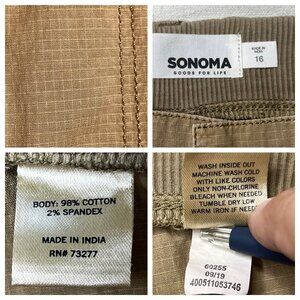 SONOMA
GOODS FOR LIFE
MADE IN
INDIA
16
BODY: 98% COTTON
2% SPANDEX
MADE IN INDIA
RN# 73277
WASH INSIDE OUT
MACHINE WASH COLD
WITH LIKE COLORS
ONLY NON-CHLORINE
BLEACH WHEN NEEDED
TUMBLE DRY LOW
WARM IRON IF NEEDED
60255
09/19
400511053746